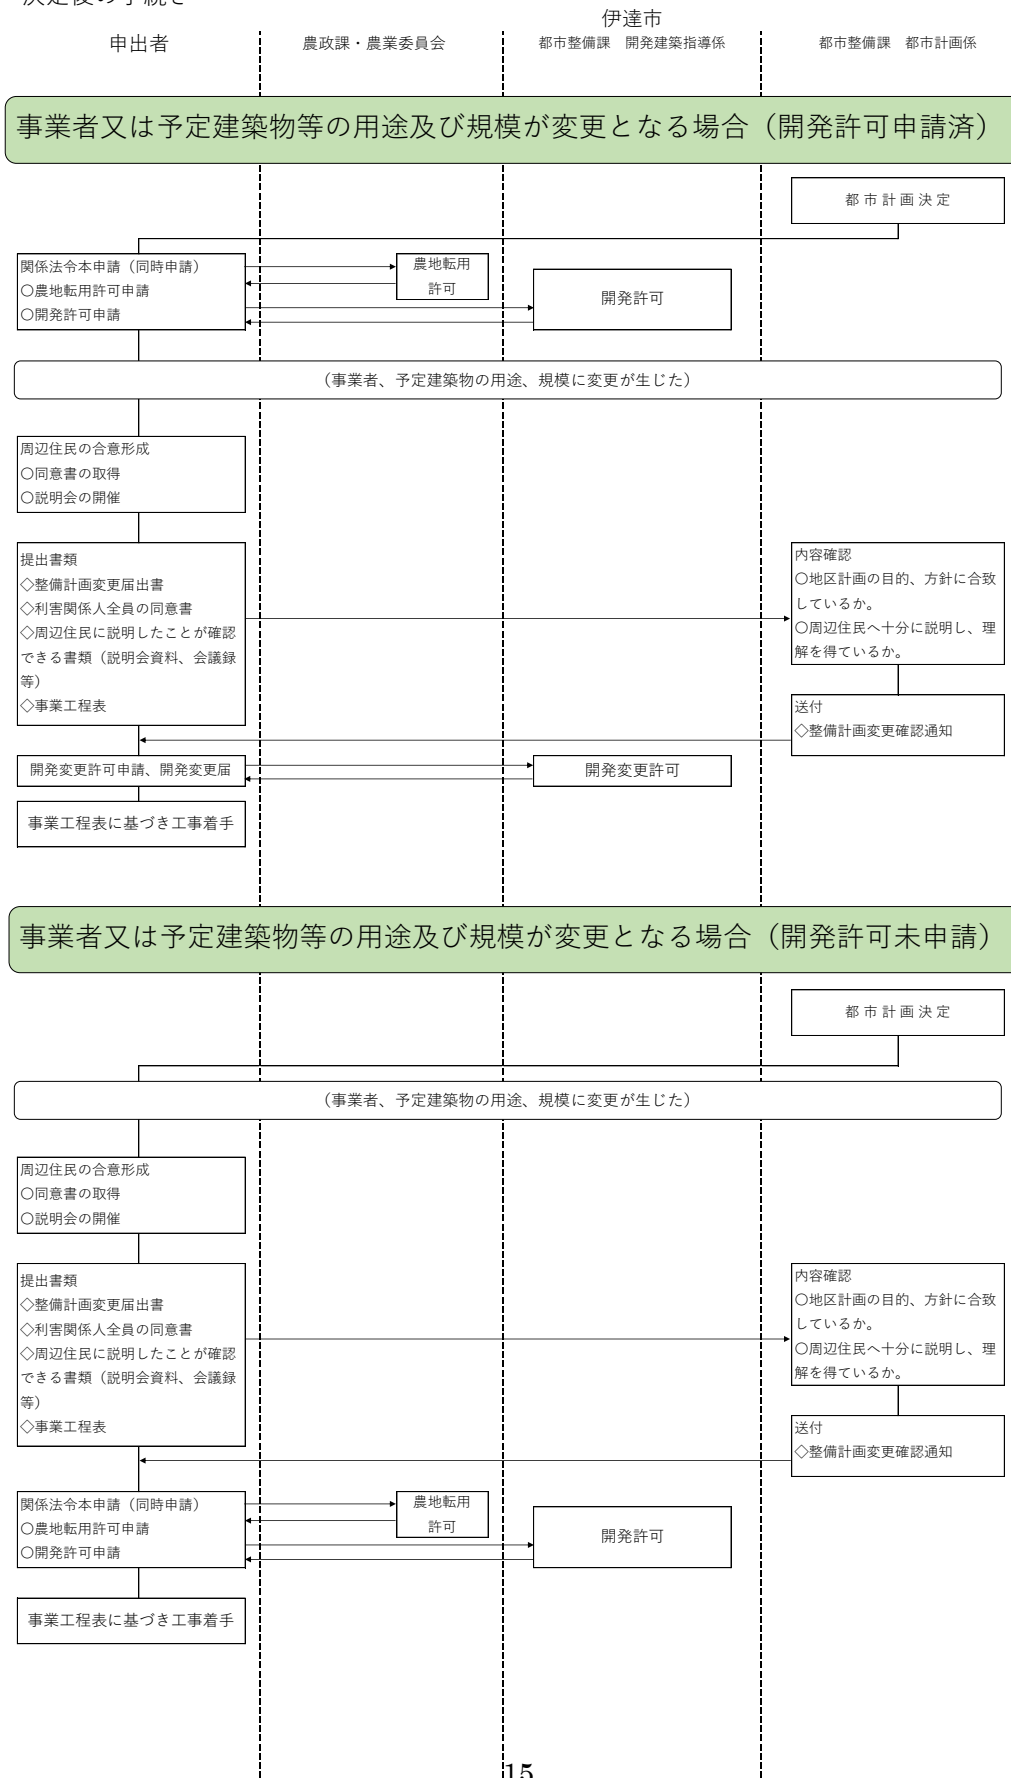 決定後の手続き
伊達市
申出者
農政課・農業委員会
都市整備課 開発建築指導係
都市整備課 都市計画係
事業者又は予定建築物等の用途及び規模が変更となる場合（開発許可申請済）
都市計画決定
関係法令本申請（同時申請）
〇農地転用許可申請
〇開発許可申請
農地転用
許可
開発許可
（事業者、予定建築物の用途、規模に変更が生じた）
周辺住民の合意形成
〇同意書の取得
〇説明会の開催
提出書類
◇整備計画変更届出書
◇利害関係人全員の同意書
◇周辺住民に説明したことが確認
できる書類（説明会資料、会議録
等）
◇事業工程表
内容確認
〇地区計画の目的、方針に合致
しているか。
〇周辺住民へ十分に説明し、理
解を得ているか。
送付
◇整備計画変更確認通知
開発変更許可申請、開発変更届
開発変更許可
事業工程表に基づき工事着手
事業者又は予定建築物等の用途及び規模が変更となる場合（開発許可未申請）
都市計画決定
（事業者、予定建築物の用途、規模に変更が生じた）
周辺住民の合意形成
〇同意書の取得
〇説明会の開催
提出書類
◇整備計画変更届出書
◇利害関係人全員の同意書
◇周辺住民に説明したことが確認
できる書類（説明会資料、会議録
等）
◇事業工程表
内容確認
〇地区計画の目的、方針に合致
しているか。
〇周辺住民へ十分に説明し、理
解を得ているか。
送付
◇整備計画変更確認通知
関係法令本申請（同時申請）
〇農地転用許可申請
〇開発許可申請
農地転用
許可
開発許可
事業工程表に基づき工事着手
15